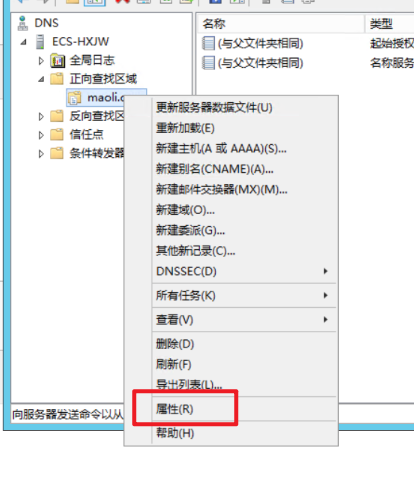 DNS
ECS-HXJW
全局日志
正向查找区域
maoli.
反向查找区
信任点
条件转发器
名称
类型
(与父文件夹相同)
起始授权
(与父文件夹相同)
名称服务
更新服务器数据文件(U)
重新加载(E)
新建主机(A 或 AAAA)(S)...
新建别名(CNAME)(A)...
新建邮件交换器(MX)(M)...
新建域(O)...
新建委派(G)...
其他新记录(C)...
DNSSEC(D)
所有任务(K)
查看(V)
删除(D)
刷新(F)
导出列表(L)...
属性(R)
帮助(H)
向服务器发送命令以从